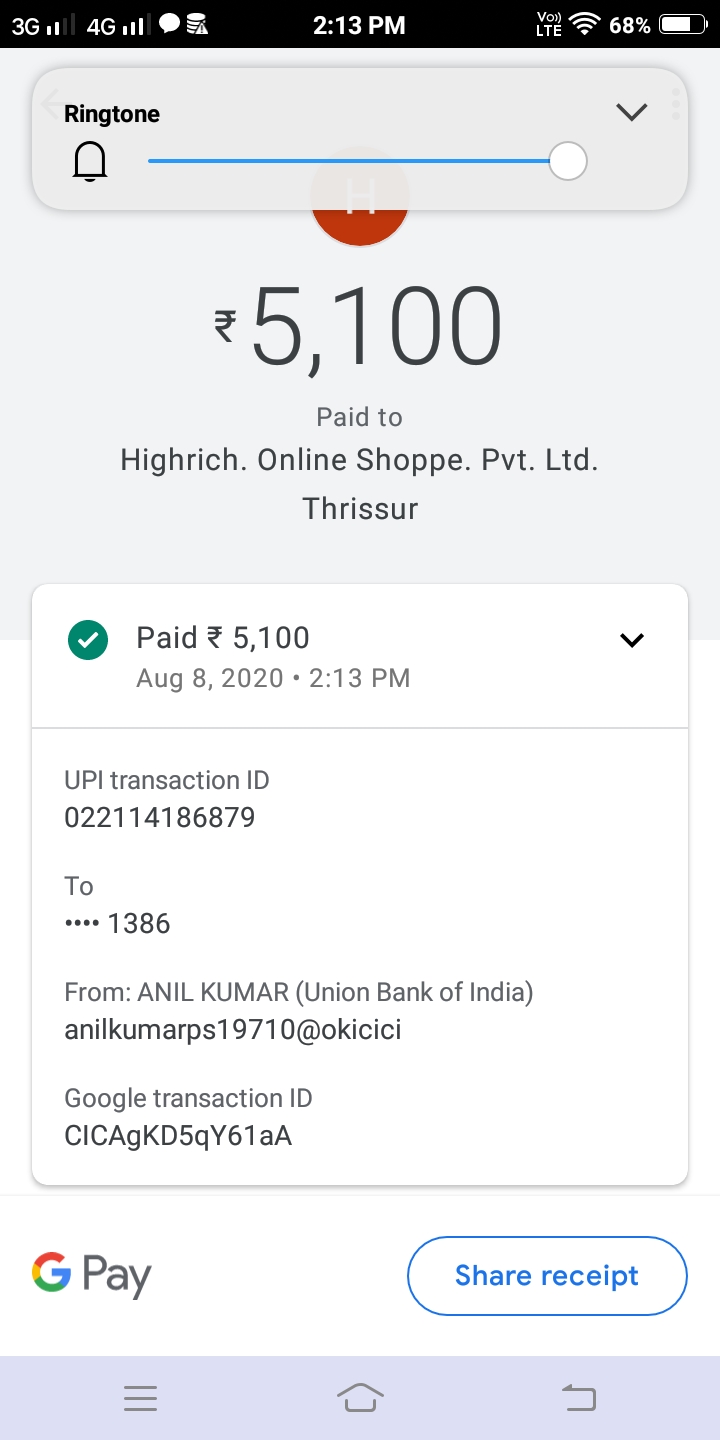 3G 4G 2:13 PM Vo)) LTE 68%
Ringtone
H
₹5,100
Paid to
Highrich. Online Shoppe. Pvt. Ltd.
Thrissur
Paid ₹ 5,100
Aug 8, 2020 • 2:13 PM
UPI transaction ID
022114186879
To
•••• 1386
From: ANIL KUMAR (Union Bank of India)
anilkumarps19710@okicici
Google transaction ID
CICAgKD5qY61aA
G Pay
Share receipt